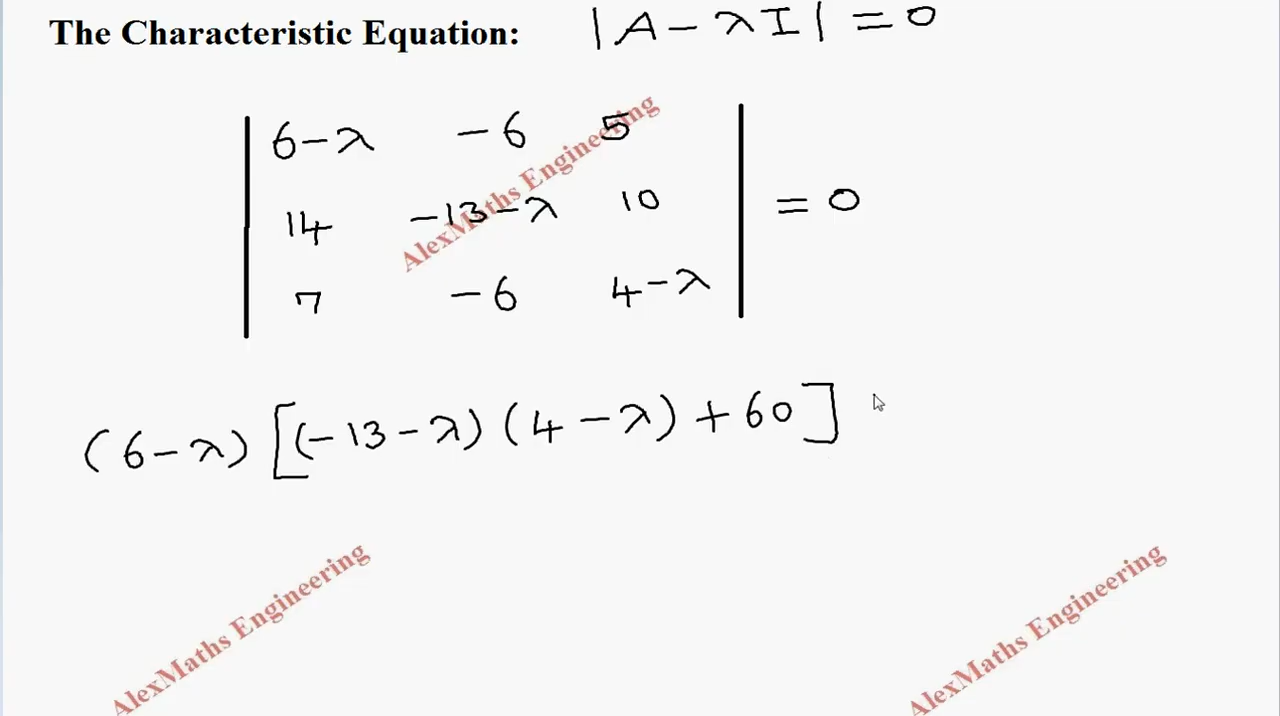 The Characteristic Equation: |A - λI| = 0
6-λ -6 5
14 -13-λ 10 = 0
7 -6 4-λ
AlexMaths Engineering
(6-λ) [(-13-λ) (4-λ) + 60]
AlexMaths Engineering
AlexMaths Engineering